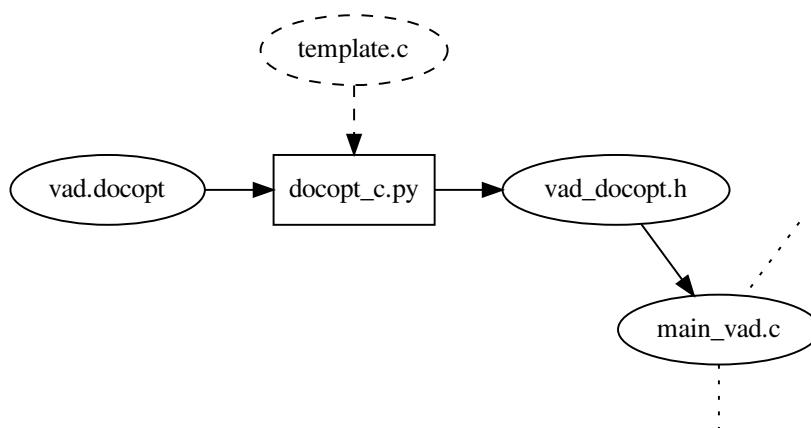 template.c
vad.docopt
docopt_c.py
vad_docopt.h
main_vad.c